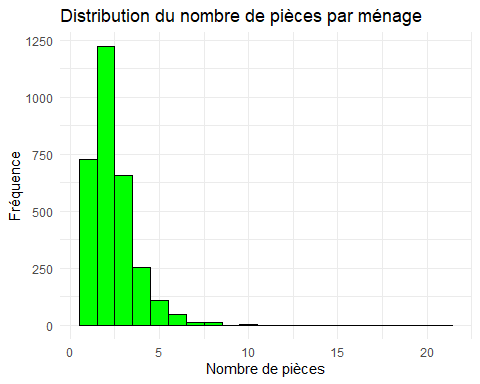 Distribution du nombre de pièces par ménage
Fréquence
1250
1000
750
500
250
0
0 5 10 15 20
Nombre de pièces